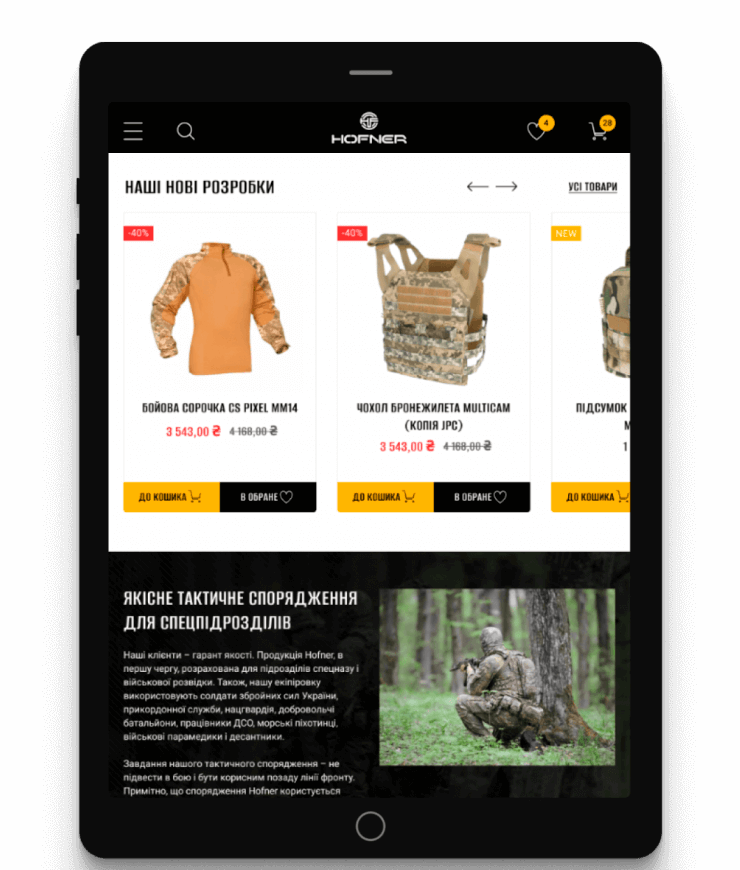 HOFNER
4
28
НАШІ НОВІ РОЗРОБКИ
УСІ ТОВАРИ
-40%
-40%
NEW
БОЙОВА СОРОЧКА CS PIXEL MM14
3 543,00 ₴ 4 168,00 ₴
ЧОХОЛ БРОНЕЖИЛЕТА MULTICAM
(КОПІЯ JPC)
3 543,00 ₴ 4 168,00 ₴
ПІДСУМОК
М
1
ДО КОШИКА
В ОБРАНЕ
ДО КОШИКА
В ОБРАНЕ
ДО КОШИКА
ЯКІСНЕ ТАКТИЧНЕ СПОРЯДЖЕННЯ
ДЛЯ СПЕЦПІДРОЗДІЛІВ
Наші клієнти – гарант якості. Продукція Hofner, в
першу чергу, розрахована для підрозділів спецназу і
військової розвідки. Також, нашу екіпіровку
використовують солдати збройних сил України,
прикордонної служби, нацгвардія, добровольчі
батальйони, працівники ДСО, морські піхотинці,
військові парамедики і десантники.
Завдання нашого тактичного спорядження – не
підвести в бою і бути корисним позаду лінії фронту.
Примітно, що спорядження Hofner користується